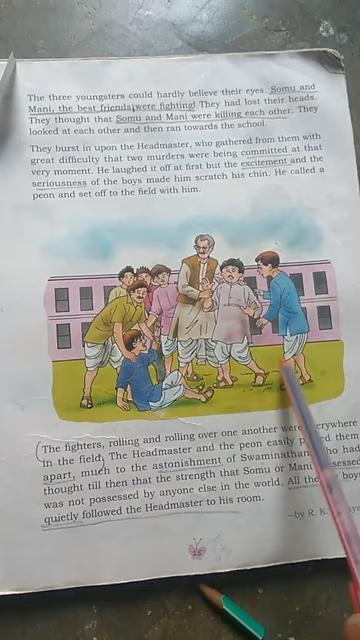 The three youngsters could hardly believe their eyes. Somu and
Mani, the best friends were fighting! They had lost their heads.
They thought that Somu and Mani were killing each other. They
looked at each other and then ran towards the school.
They burst in upon the Headmaster, who gathered from them with
great difficulty that two murders were being committed at that
very moment. He laughed it off at first but the excitement and the
seriousness of the boys made him scratch his chin. He called a
peon and set off to the field with him.
The fighters, rolling and rolling over one another were
in the field. The Headmaster and the peon easily them
apart, much to the astonishment of Swaminathan
thought till then that the strength that Somu or Mani
was not possessed by anyone else in the world. All the
quietly followed the Headmaster to his room.
—by R. K.
15